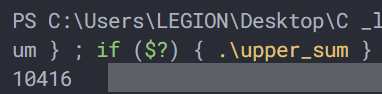 PS C:\Users\LEGION\Desktop\C _l
um } ; if ($?) { .\upper_sum }
10416